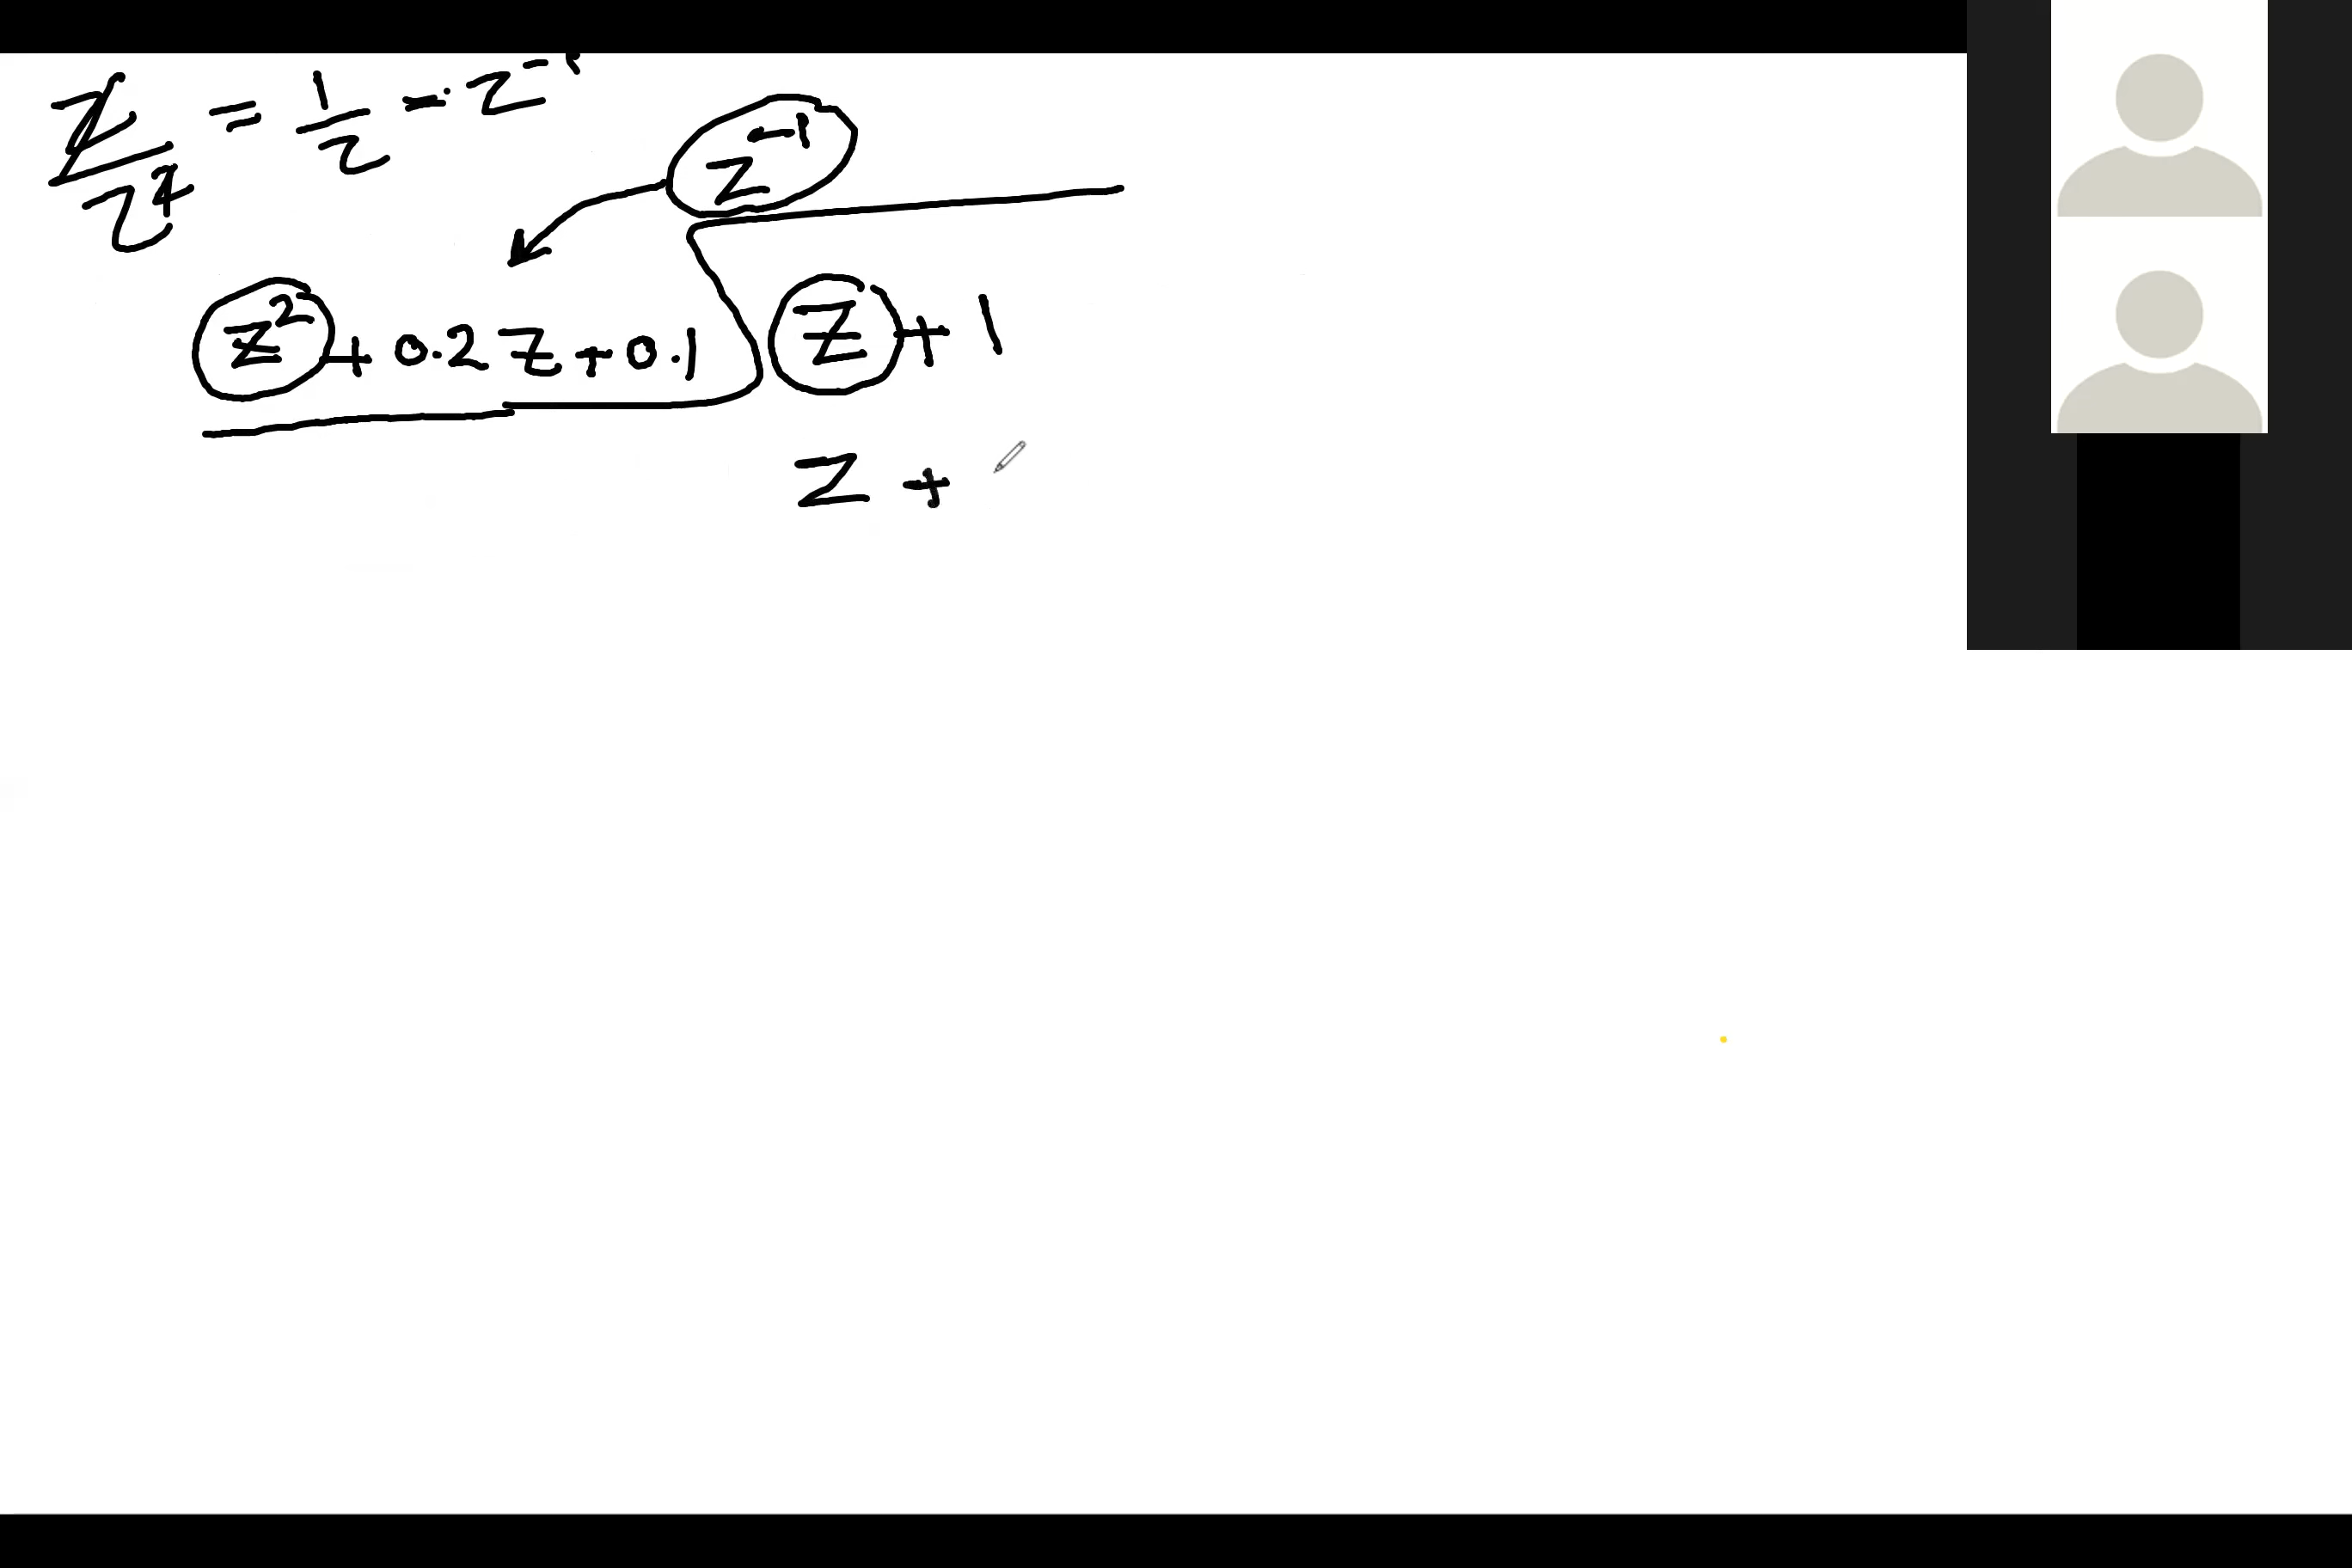 z/z² = 1/z = z⁻¹
z⁻¹
z² + 0.2z + 0.1 z + 1
z +